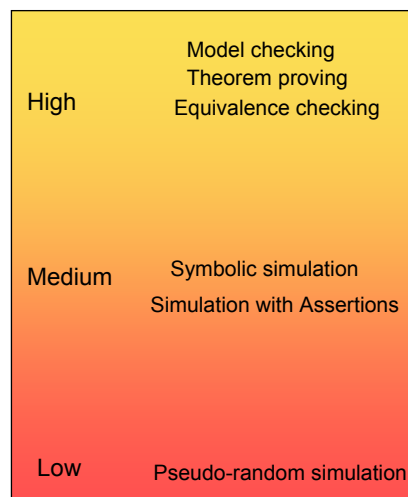 Model checking
Theorem proving
High
Equivalence checking
Medium
Symbolic simulation
Simulation with Assertions
Low
Pseudo-random simulation